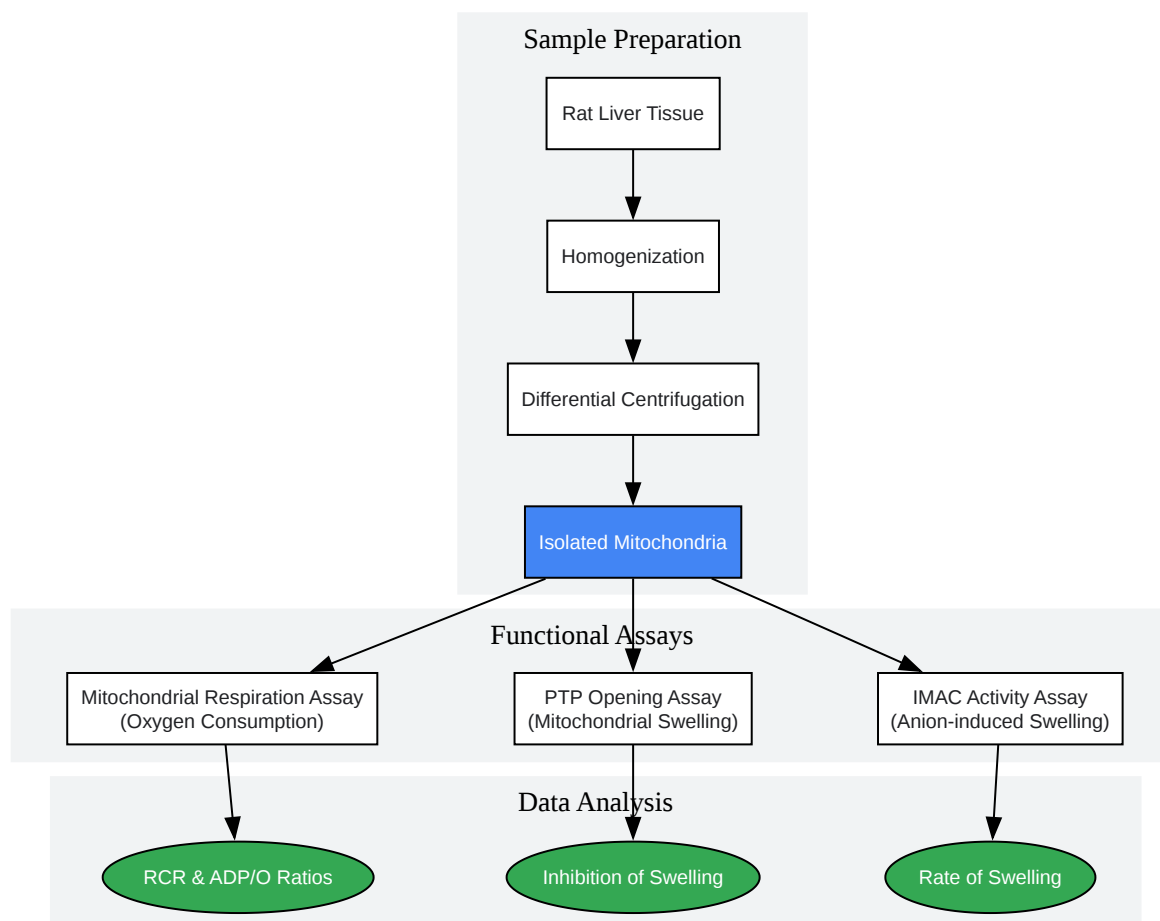 Sample Preparation
Rat Liver Tissue
Homogenization
Differential Centrifugation
Isolated Mitochondria
Functional Assays
Mitochondrial Respiration Assay
(Oxygen Consumption)
PTP Opening Assay
(Mitochondrial Swelling)
IMAC Activity Assay
(Anion-induced Swelling)
Data Analysis
RCR & ADP/O Ratios
Inhibition of Swelling
Rate of Swelling